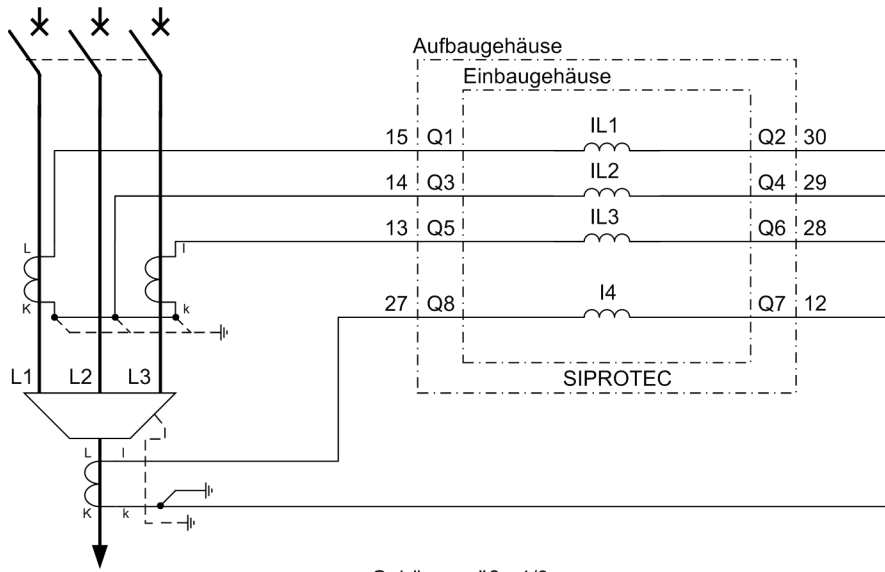 Aufbaugehäuse
Einbaugehäuse
15 Q1 IL1 Q2 30
14 Q3 IL2 Q4 29
13 Q5 IL3 Q6 28
L l
K k
27 Q8 I4 Q7 12
L1 L2 L3
SIPROTEC
L l
K k